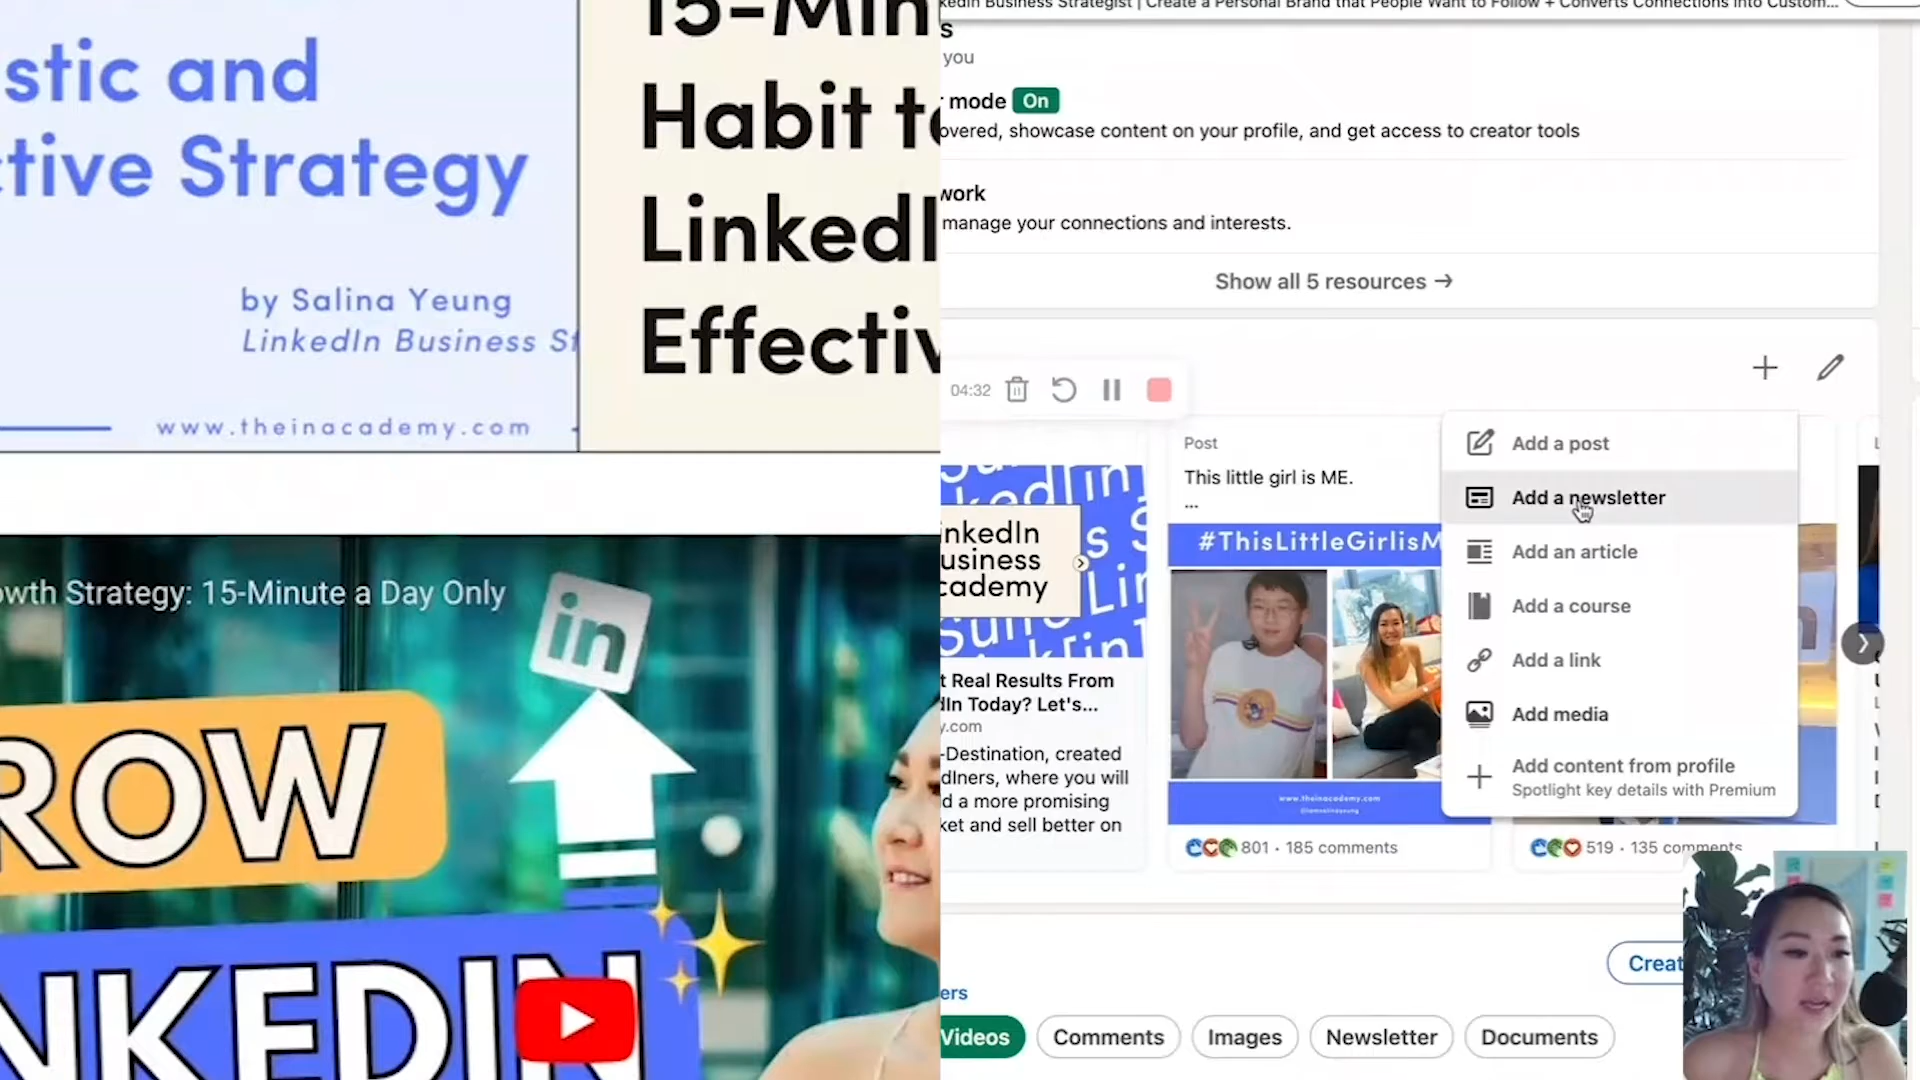 stic and
ctive Strategy
by Salina Yeung
LinkedIn Business St
www.theinacademy.com
15-Min
Habit to
LinkedI
Effectiv
owth Strategy: 15-Minute a Day Only
in
ROW
NKEDIN
kedIn Business Strategist | Create a Personal Brand that People Want to Follow + Converts Connections into Custom...
s
you
r mode On
overed, showcase content on your profile, and get access to creator tools
work
manage your connections and interests.
Show all 5 resources →
04:32
Post
This little girl is ME.
...
#ThisLittleGirlisM
www.theinacademy.com
801 · 185 comments
inkedIn
usiness
cademy
t Real Results From
dIn Today? Let's...
y.com
-Destination, created
dIners, where you will
d a more promising
ket and sell better on
Add a post
Add a newsletter
Add an article
Add a course
Add a link
Add media
Add content from profile
Spotlight key details with Premium
519 · 135 comments
Creat
ers
Videos
Comments
Images
Newsletter
Documents